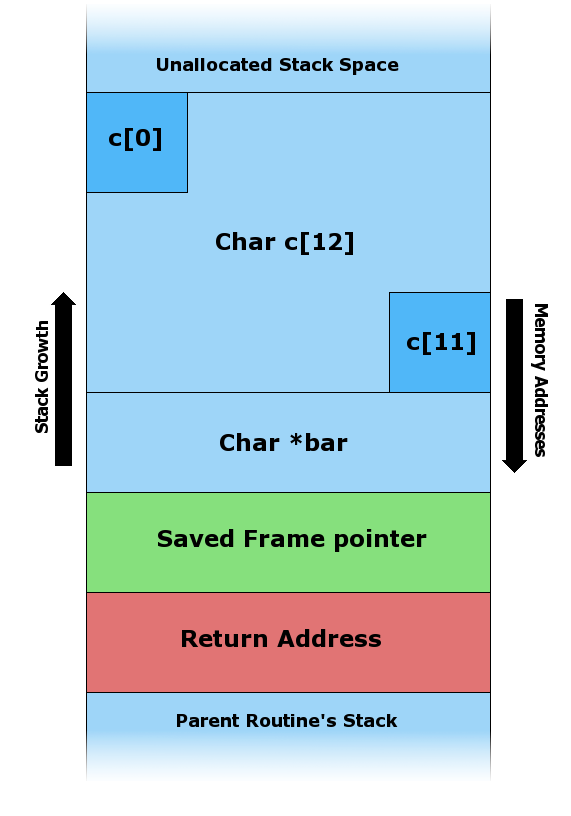 Unallocated Stack Space
c[0]
Char c[12]
c[11]
Stack Growth
Memory Addresses
Char *bar
Saved Frame pointer
Return Address
Parent Routine's Stack